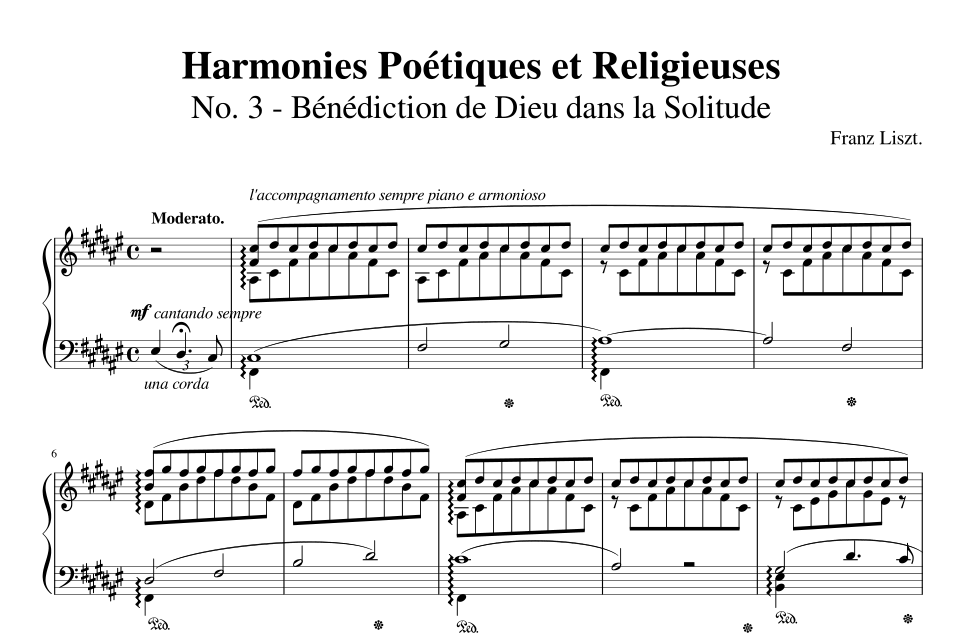 Harmonies Poétiques et Religieuses
No. 3 - Bénédiction de Dieu dans la Solitude
Franz Liszt.
l'accompagnamento sempre piano e armonioso
Moderato.
mf cantando sempre
3
una corda
Ped. Ped.
6
Ped. Ped. Ped.